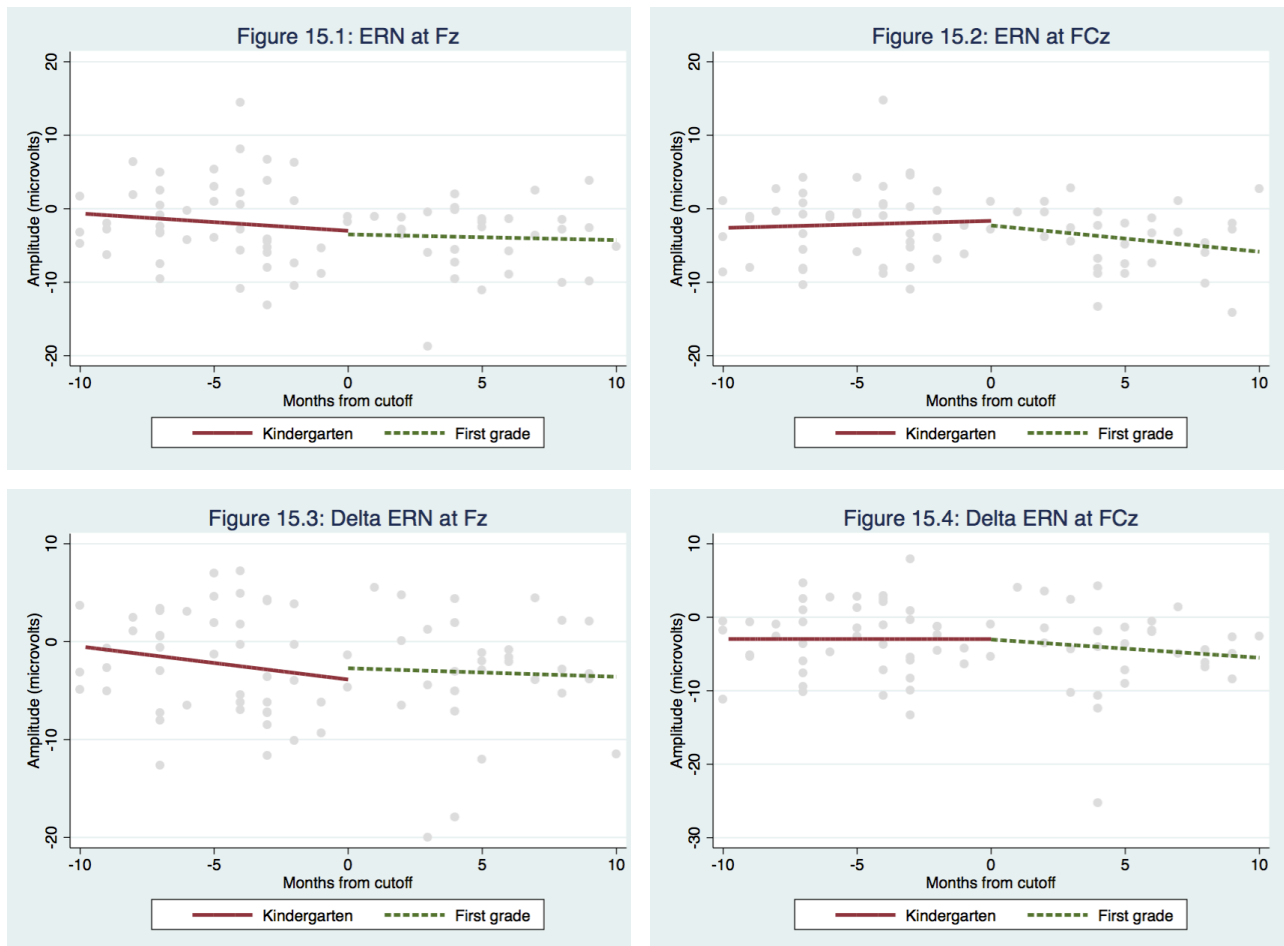 Figure 15.1: ERN at Fz
Amplitude (microvolts)
20
10
0
-10
-20
-10 -5 0 5 10
Months from cutoff
Kindergarten First grade
Figure 15.2: ERN at FCz
Amplitude (microvolts)
20
10
0
-10
-20
-10 -5 0 5 10
Months from cutoff
Kindergarten First grade
Figure 15.3: Delta ERN at Fz
Amplitude (microvolts)
10
0
-10
-20
-10 -5 0 5 10
Months from cutoff
Kindergarten First grade
Figure 15.4: Delta ERN at FCz
Amplitude (microvolts)
10
0
-10
-20
-30
-10 -5 0 5 10
Months from cutoff
Kindergarten First grade